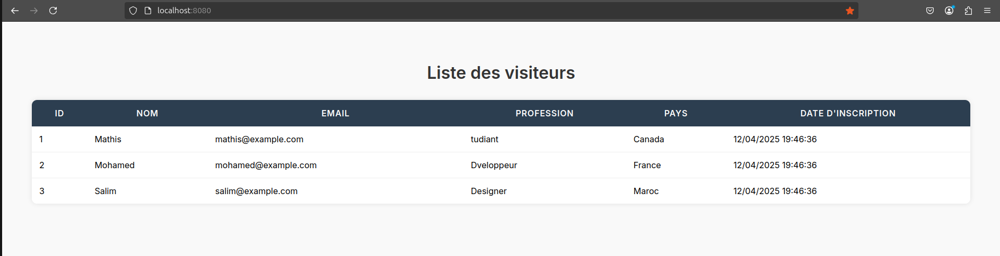 localhost:8080
Liste des visiteurs
ID NOM EMAIL PROFESSION PAYS DATE D'INSCRIPTION
1 Mathis mathis@example.com tudiant Canada 12/04/2025 19:46:36
2 Mohamed mohamed@example.com Dveloppeur France 12/04/2025 19:46:36
3 Salim salim@example.com Designer Maroc 12/04/2025 19:46:36